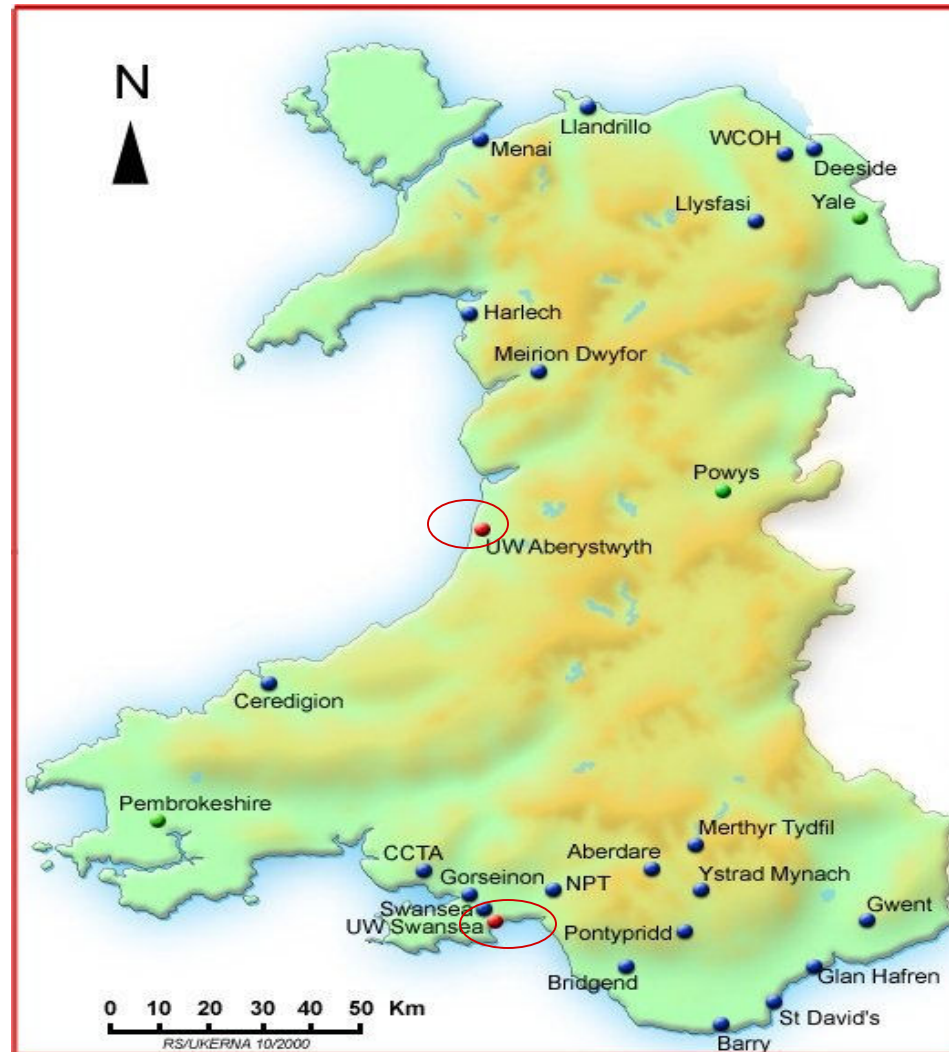 N
Llandrillo
Menai
WCOH
Deeside
Llysfasi
Yale
Harlech
Meirion Dwyfor
Powys
UW Aberystwyth
Ceredigion
Pembrokeshire
Merthyr Tydfil
CCTA
Aberdare
Gorseinon
NPT
Ystrad Mynach
Swansea
Gwent
UW Swansea
Pontypridd
Bridgend
Glan Hafren
St David's
Barry
0 10 20 30 40 50 Km
RS/UKERNA 10/2000